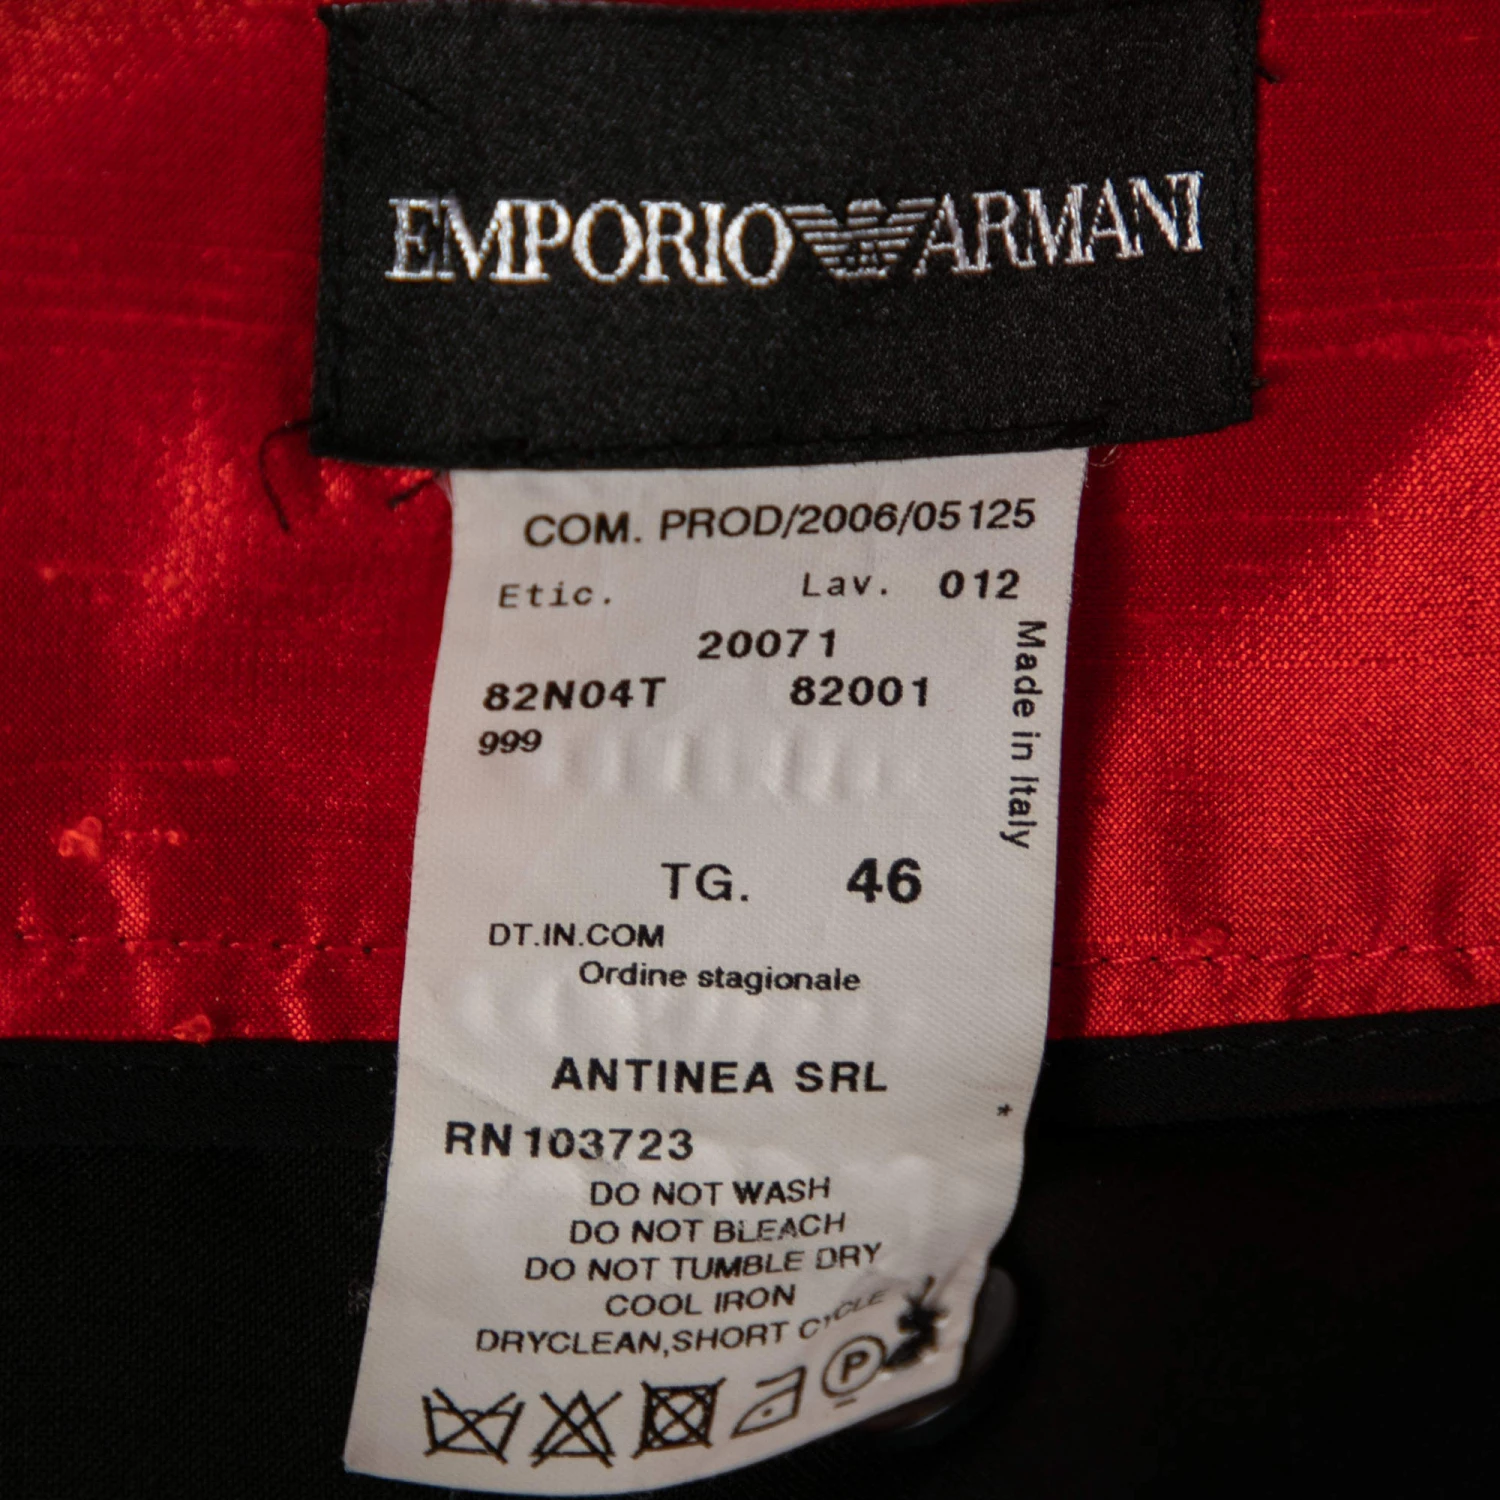 EMPORIO ARMANI
COM. PROD/2006/05125
Etic. Lav. 012
20071
82N04T 82001
999
Made in Italy
TG. 46
DT.IN.COM
Ordine stagionale
ANTINEA SRL
*
RN 103723
DO NOT WASH
DO NOT BLEACH
DO NOT TUMBLE DRY
COOL IRON
DRYCLEAN,SHORT CYCLE
P